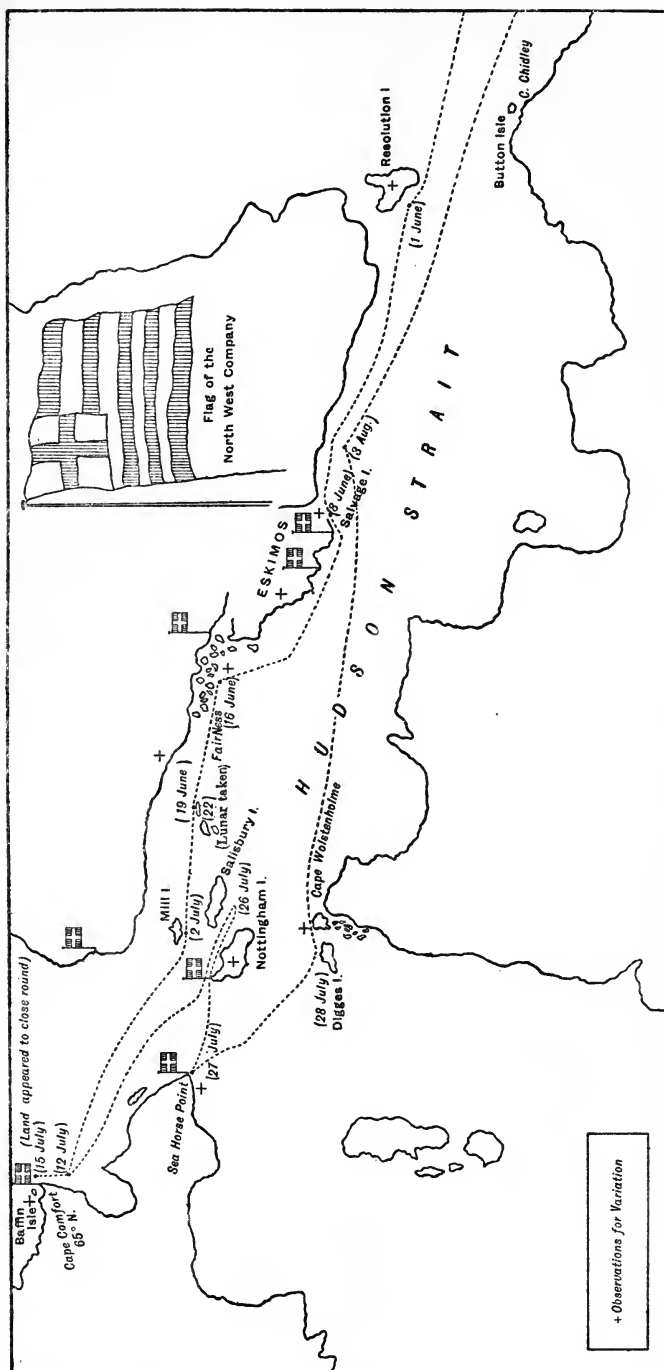 Baffin
Isle
(15 July)
(Land appeared to close round)
(12 July)
Cape Comfort
65° N.
Sea Horse Point
(27 July)
Mill I.
(2 July)
Salisbury I.
(26 July)
Nottingham I.
(28 July)
Digges I.
Cape Wolstenholme
(19 June)
(22)
(Lunar taken)
Fair Ness
(16 June)
ESKIMOS
(8 June)
(3 Aug.)
Salvage I.
HUDSON STRAIT
Flag of the
North West Company
Resolution I
(1 June)
Button Isle
C. Chidley
+ Observations for Variation